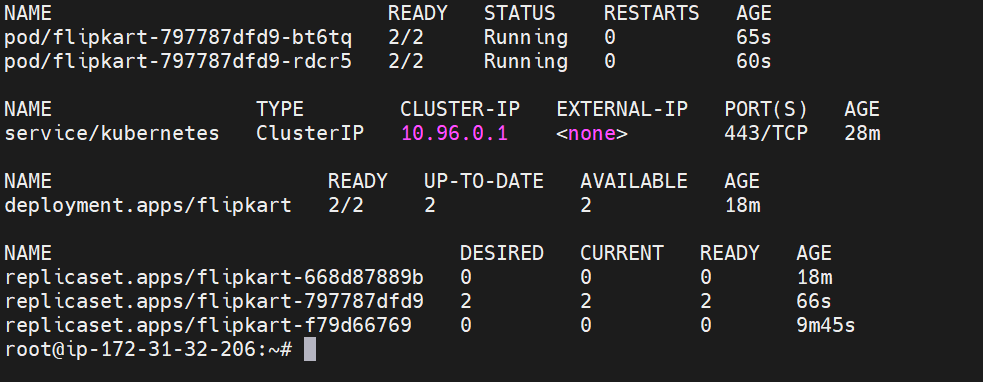 NAME                            READY   STATUS    RESTARTS   AGE
pod/flipkart-797787dfd9-bt6tq   2/2     Running   0          65s
pod/flipkart-797787dfd9-rdcr5   2/2     Running   0          60s
NAME                 TYPE        CLUSTER-IP   EXTERNAL-IP   PORT(S)   AGE
service/kubernetes   ClusterIP   10.96.0.1    <none>        443/TCP   28m
NAME                       READY   UP-TO-DATE   AVAILABLE   AGE
deployment.apps/flipkart   2/2     2            2           18m
NAME                                  DESIRED   CURRENT   READY   AGE
replicaset.apps/flipkart-668d87889b   0         0         0       18m
replicaset.apps/flipkart-797787dfd9   2         2         2       66s
replicaset.apps/flipkart-f79d66769    0         0         0       9m45s
root@ip-172-31-32-206:~#